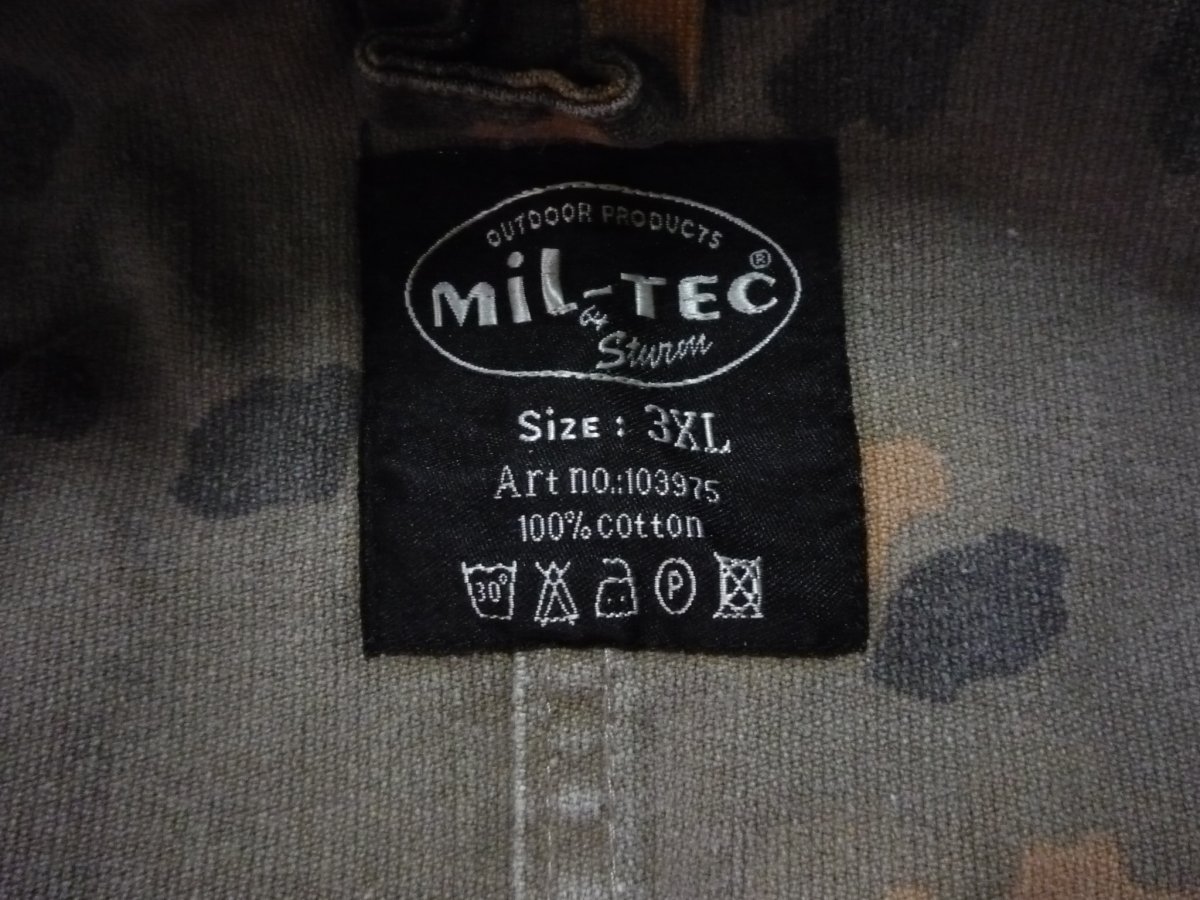 OUTDOOR PRODUCTS
MiL-TEC®
by Sturm
Size : 3XL
Art no.:103975
100% cotton
30° P